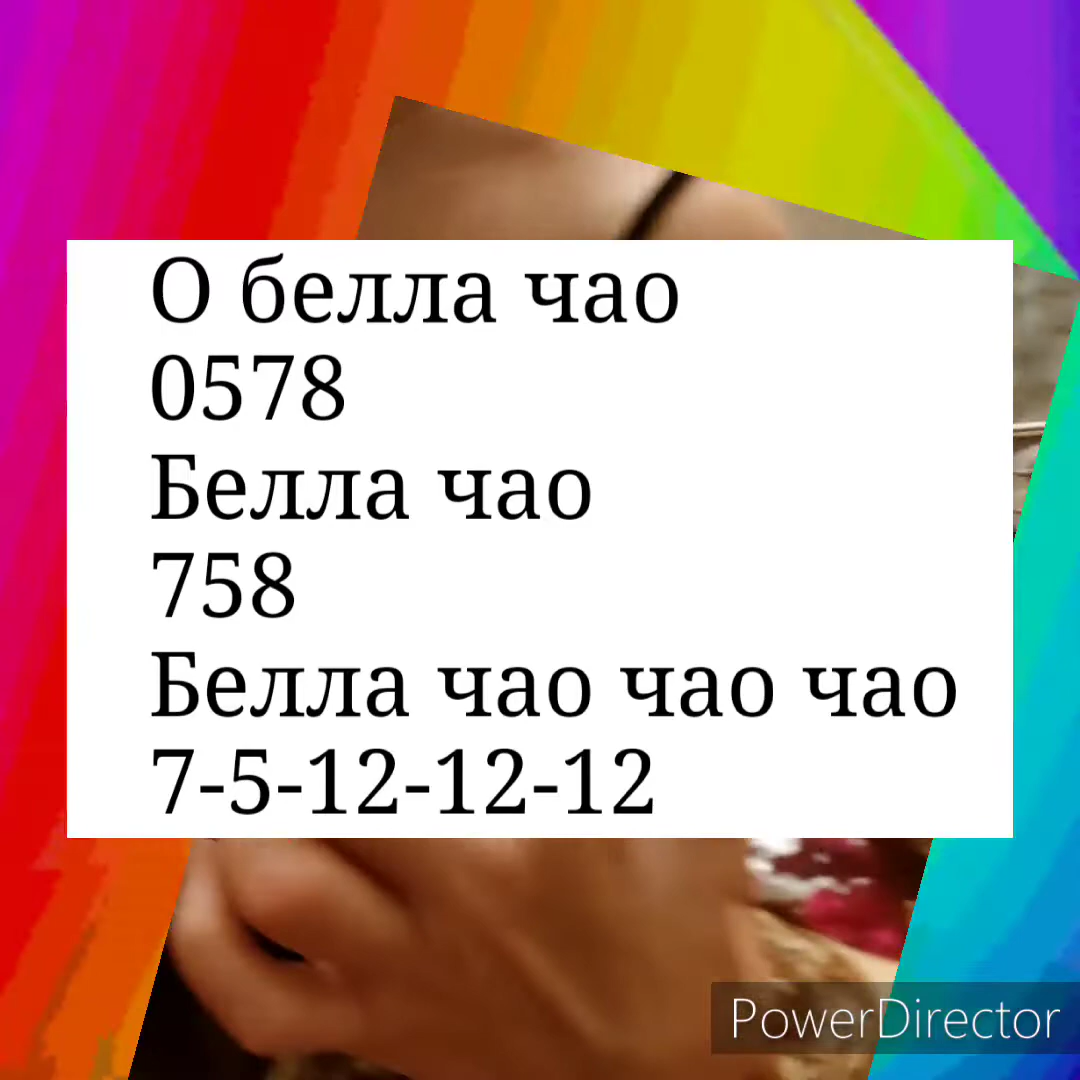 О белла чао
0578
Белла чао
758
Белла чао чао чао
7-5-12-12-12
PowerDirector